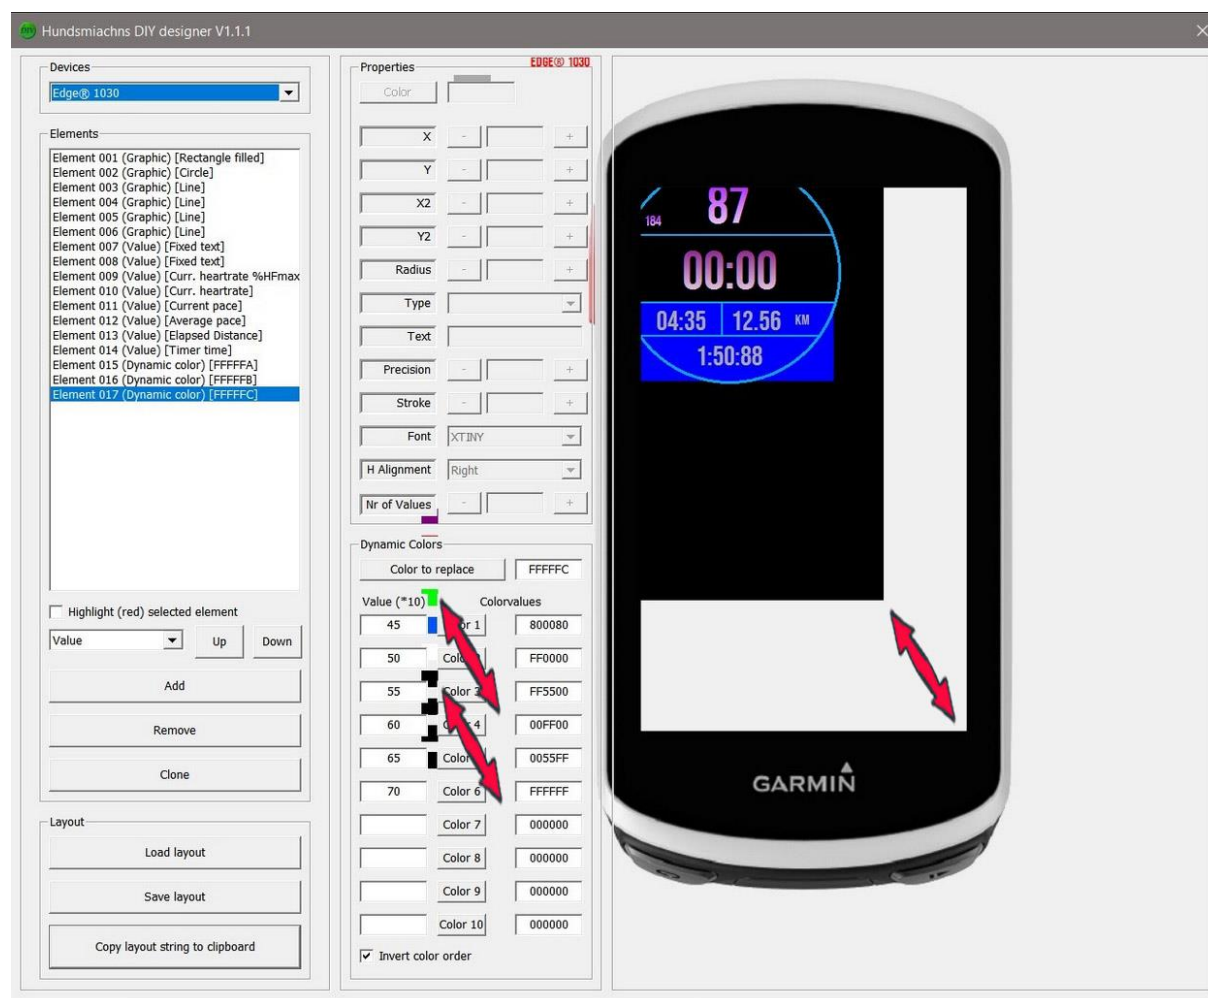 Hundsmiachns DIY designer V1.1.1
Devices
Edge® 1030
Elements
Element 001 (Graphic) [Rectangle filled]
Element 002 (Graphic) [Circle]
Element 003 (Graphic) [Line]
Element 004 (Graphic) [Line]
Element 005 (Graphic) [Line]
Element 006 (Graphic) [Line]
Element 007 (Value) [Fixed text]
Element 008 (Value) [Fixed text]
Element 009 (Value) [Curr. heartrate %HFmax
Element 010 (Value) [Curr. heartrate]
Element 011 (Value) [Current pace]
Element 012 (Value) [Average pace]
Element 013 (Value) [Elapsed Distance]
Element 014 (Value) [Timer time]
Element 015 (Dynamic color) [FFFFFA]
Element 016 (Dynamic color) [FFFFFB]
Element 017 (Dynamic color) [FFFFFC]
Highlight (red) selected element
Value Up Down
Add
Remove
Clone
Layout
Load layout
Save layout
Copy layout string to clipboard
Properties EDGE® 1030
Color
X - +
Y - +
X2 - +
Y2 - +
Radius - +
Type
Text
Precision - +
Stroke - +
Font XTINY
H Alignment Right
Nr of Values - +
Dynamic Colors
Color to replace FFFFFC
Value (*10) Colorvalues
45 800080
50 FF0000
55 Color 3 FF5500
60 4 00FF00
65 Color 0055FF
70 Color 6 FFFFFF
Color 7 000000
Color 8 000000
Color 9 000000
Color 10 000000
Invert color order
184 87
00:00
04:35 12.56 KM
1:50:88
GARMIN